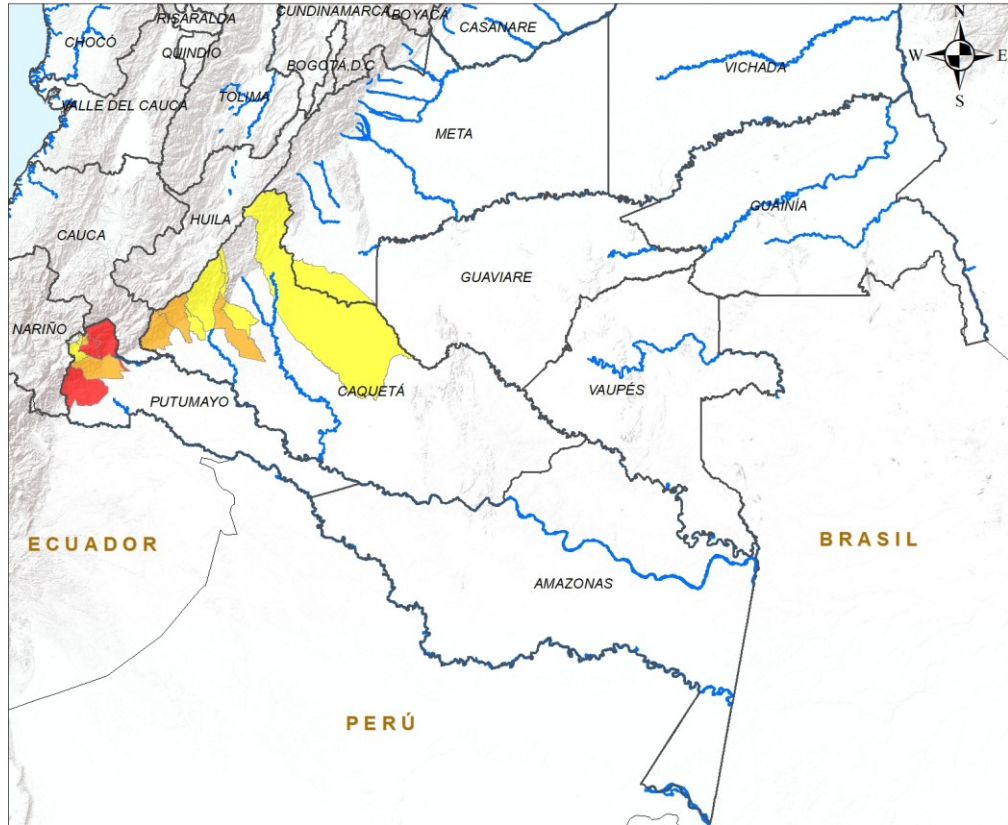 CUNDINAMARCA
BOYACÁ
RISARALDA
CASANARE
N
CHOCÓ
QUINDÍO
BOGOTÁ D.C
W
E
VICHADA
S
TOLIMA
VALLE DEL CAUCA
META
GUAINÍA
HUILA
CAUCA
GUAVIARE
NARIÑO
CAQUETÁ
VAUPÉS
PUTUMAYO
ECUADOR
BRASIL
AMAZONAS
PERÚ